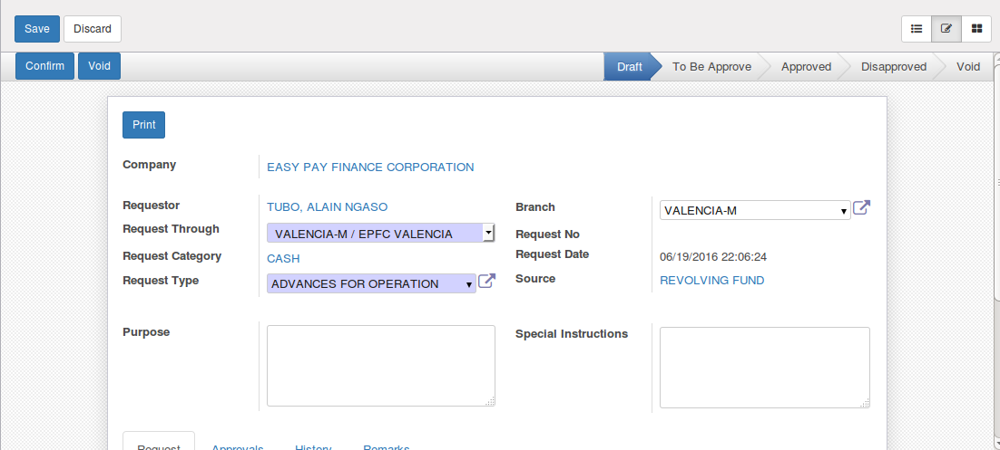 Save Discard
Confirm Void Draft To Be Approve Approved Disapproved Void
Print
Company EASY PAY FINANCE CORPORATION
Requestor TUBO, ALAIN NGASO Branch VALENCIA-M
Request Through VALENCIA-M / EPFC VALENCIA Request No
Request Category CASH Request Date 06/19/2016 22:06:24
Request Type ADVANCES FOR OPERATION Source REVOLVING FUND
Purpose Special Instructions
Request Approvals History Remarks